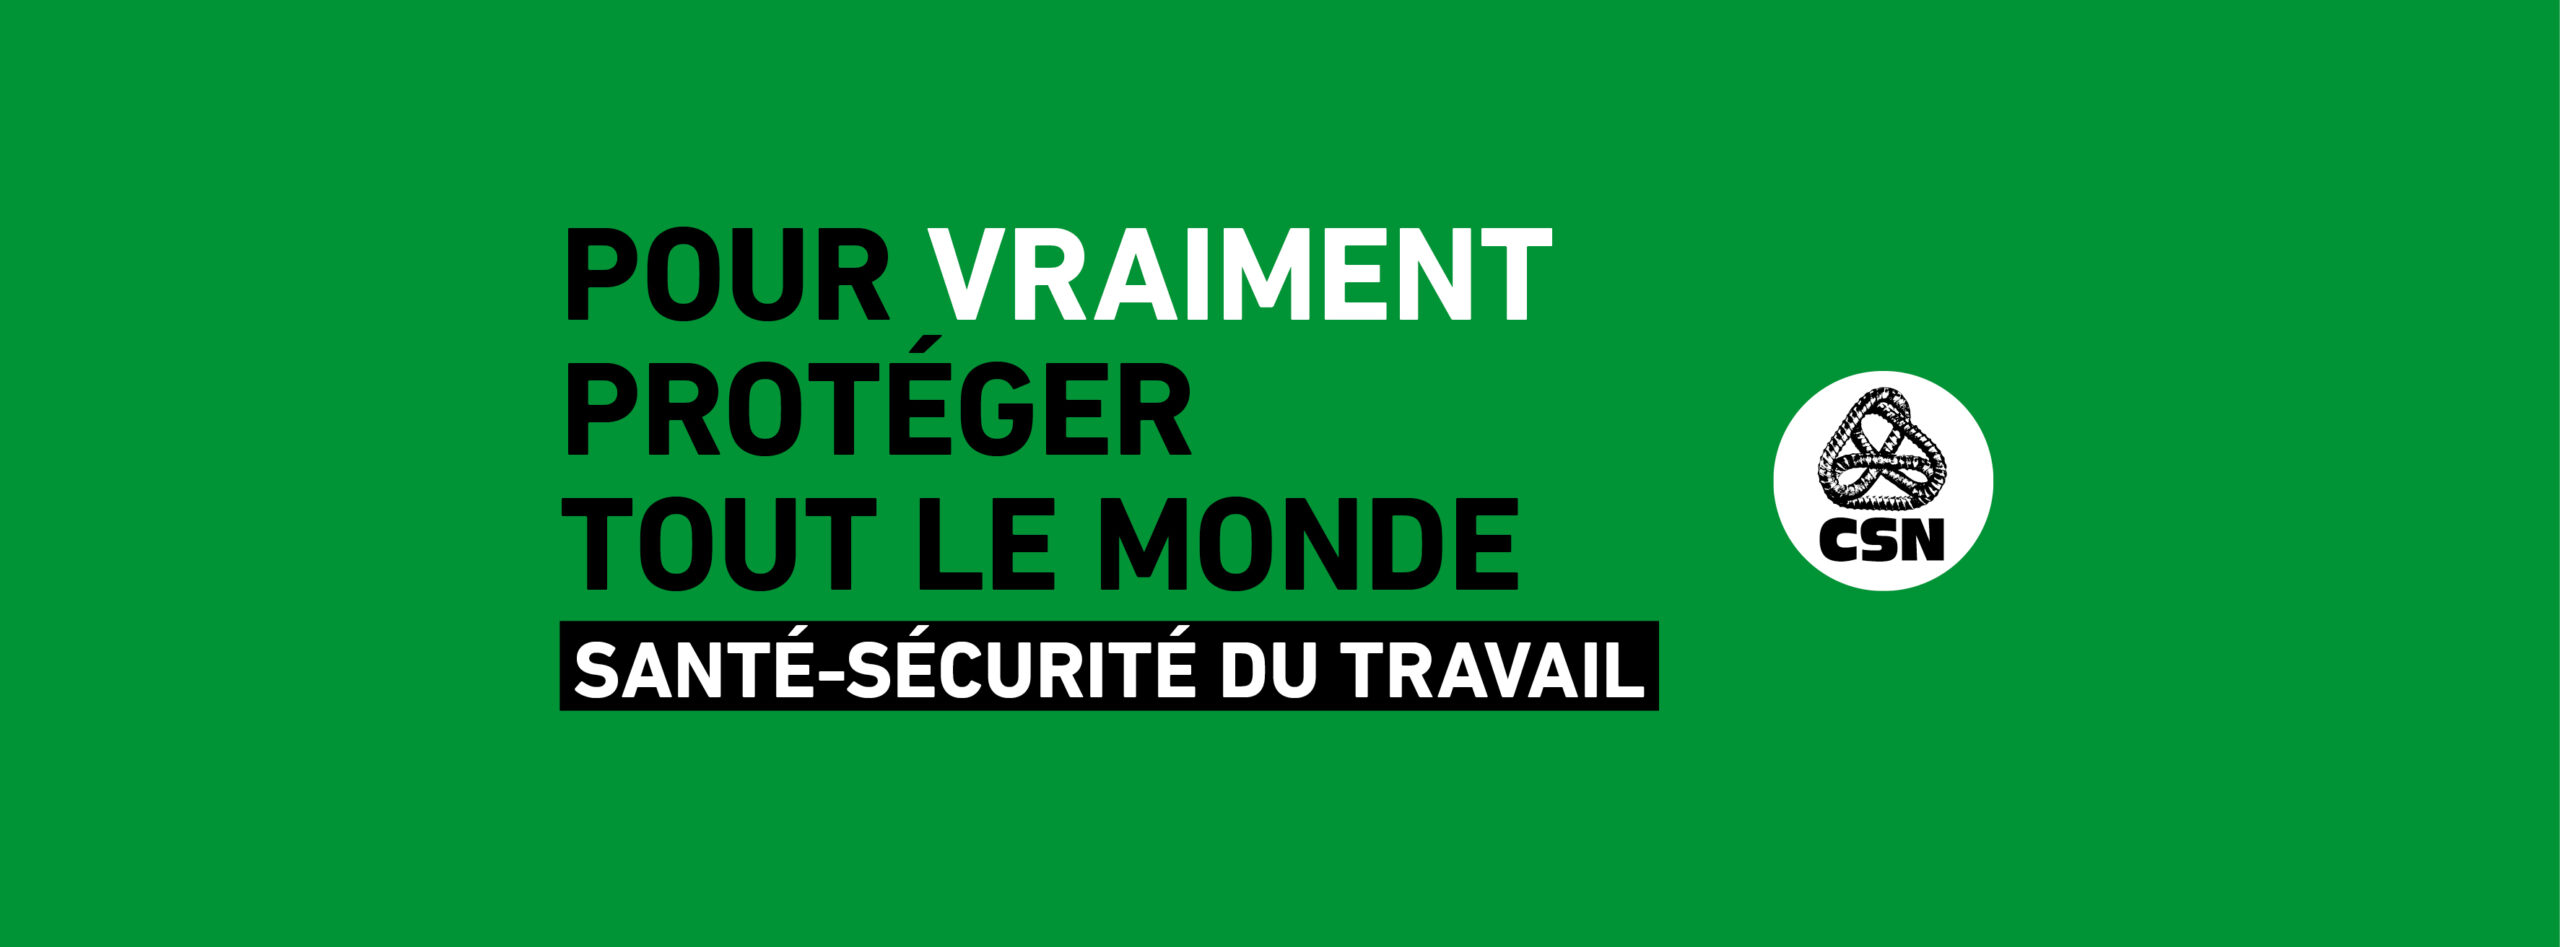 POUR VRAIMENT
PROTÉGER
TOUT LE MONDE
SANTÉ-SÉCURITÉ DU TRAVAIL
CSN